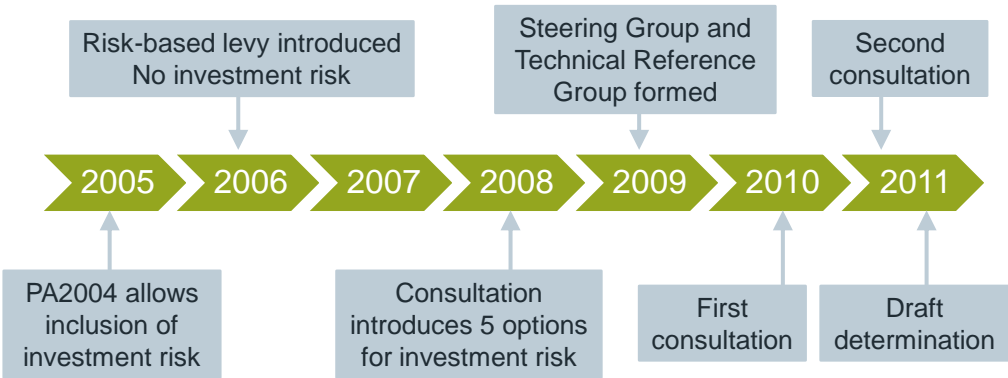 Risk-based levy introduced
No investment risk
Steering Group and
Technical Reference
Group formed
Second
consultation
2005
2006
2007
2008
2009
2010
2011
PA2004 allows
inclusion of
investment risk
Consultation
introduces 5 options
for investment risk
First
consultation
Draft
determination